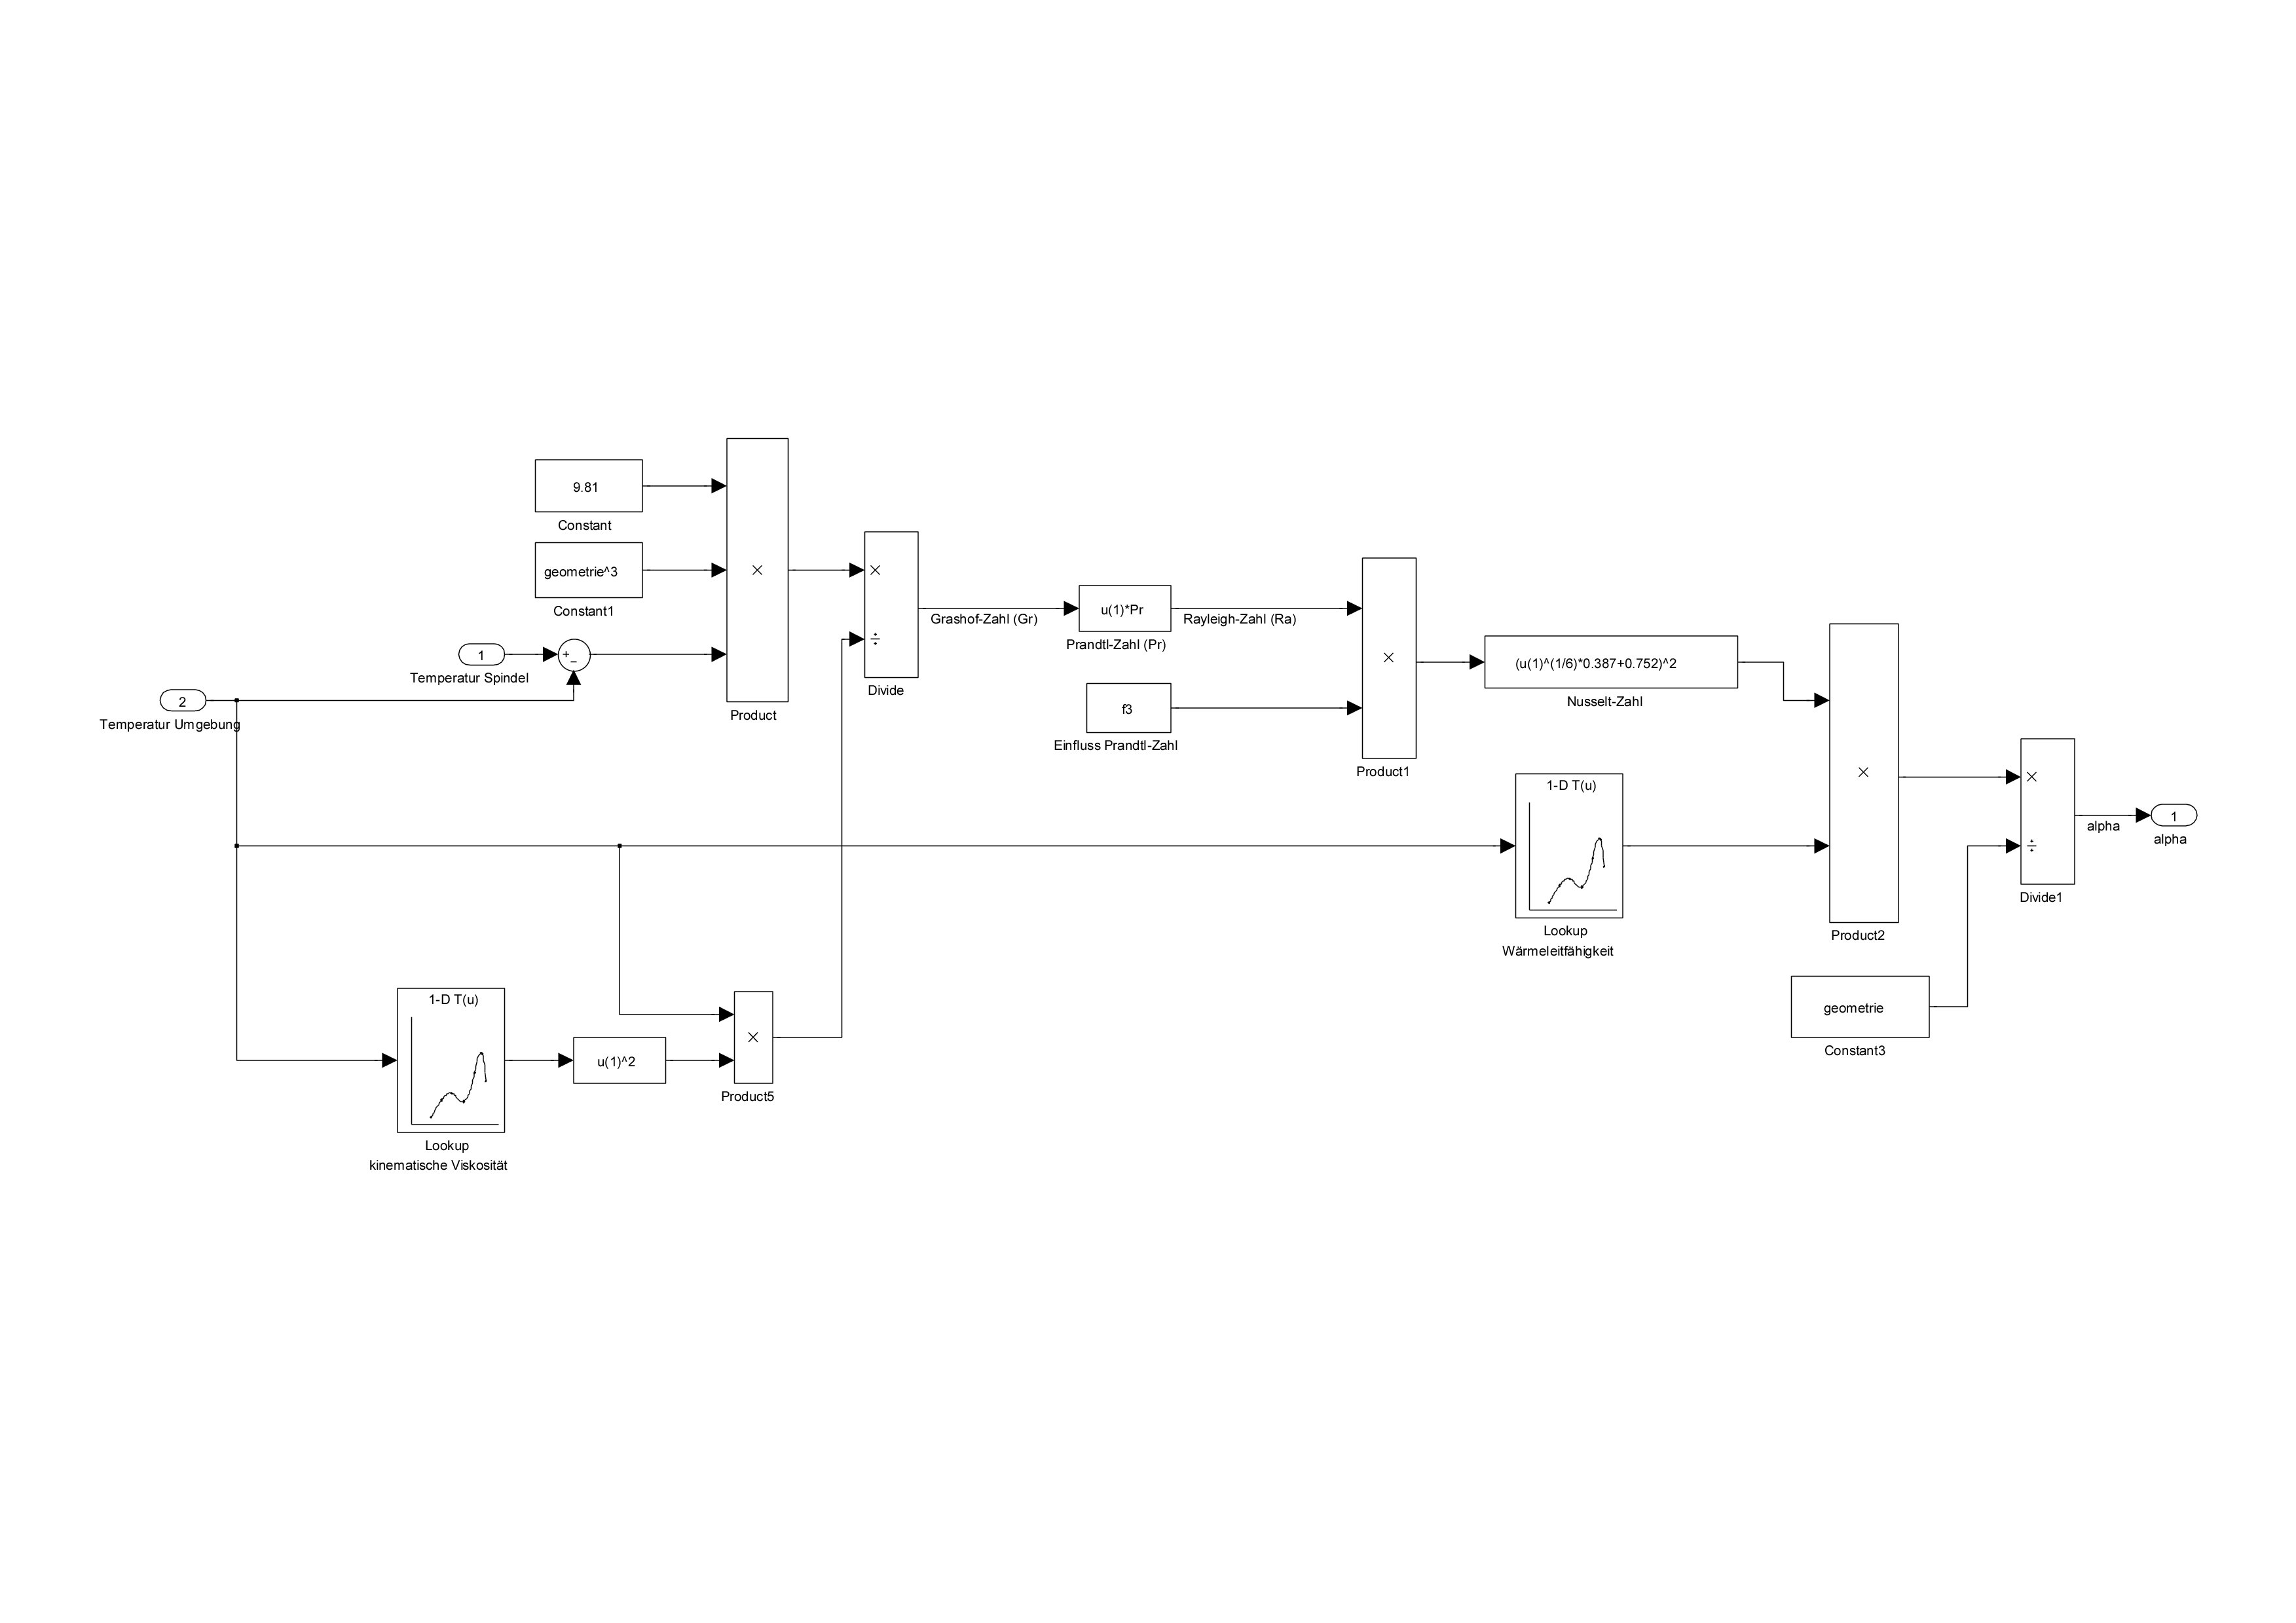 9.81
Constant
geometrie^3
Constant1
1
Temperatur Spindel
+
−
2
Temperatur Umgebung
×
Product
×
÷
Divide
Grashof-Zahl (Gr)
u(1)*Pr
Prandtl-Zahl (Pr)
Rayleigh-Zahl (Ra)
f3
Einfluss Prandtl-Zahl
×
Product1
(u(1)^(1/6)*0.387+0.752)^2
Nusselt-Zahl
1-D T(u)
Lookup
Wärmeleitfähigkeit
×
Product2
×
÷
Divide1
alpha
1
alpha
geometrie
Constant3
1-D T(u)
Lookup
kinematische Viskosität
u(1)^2
×
Product5